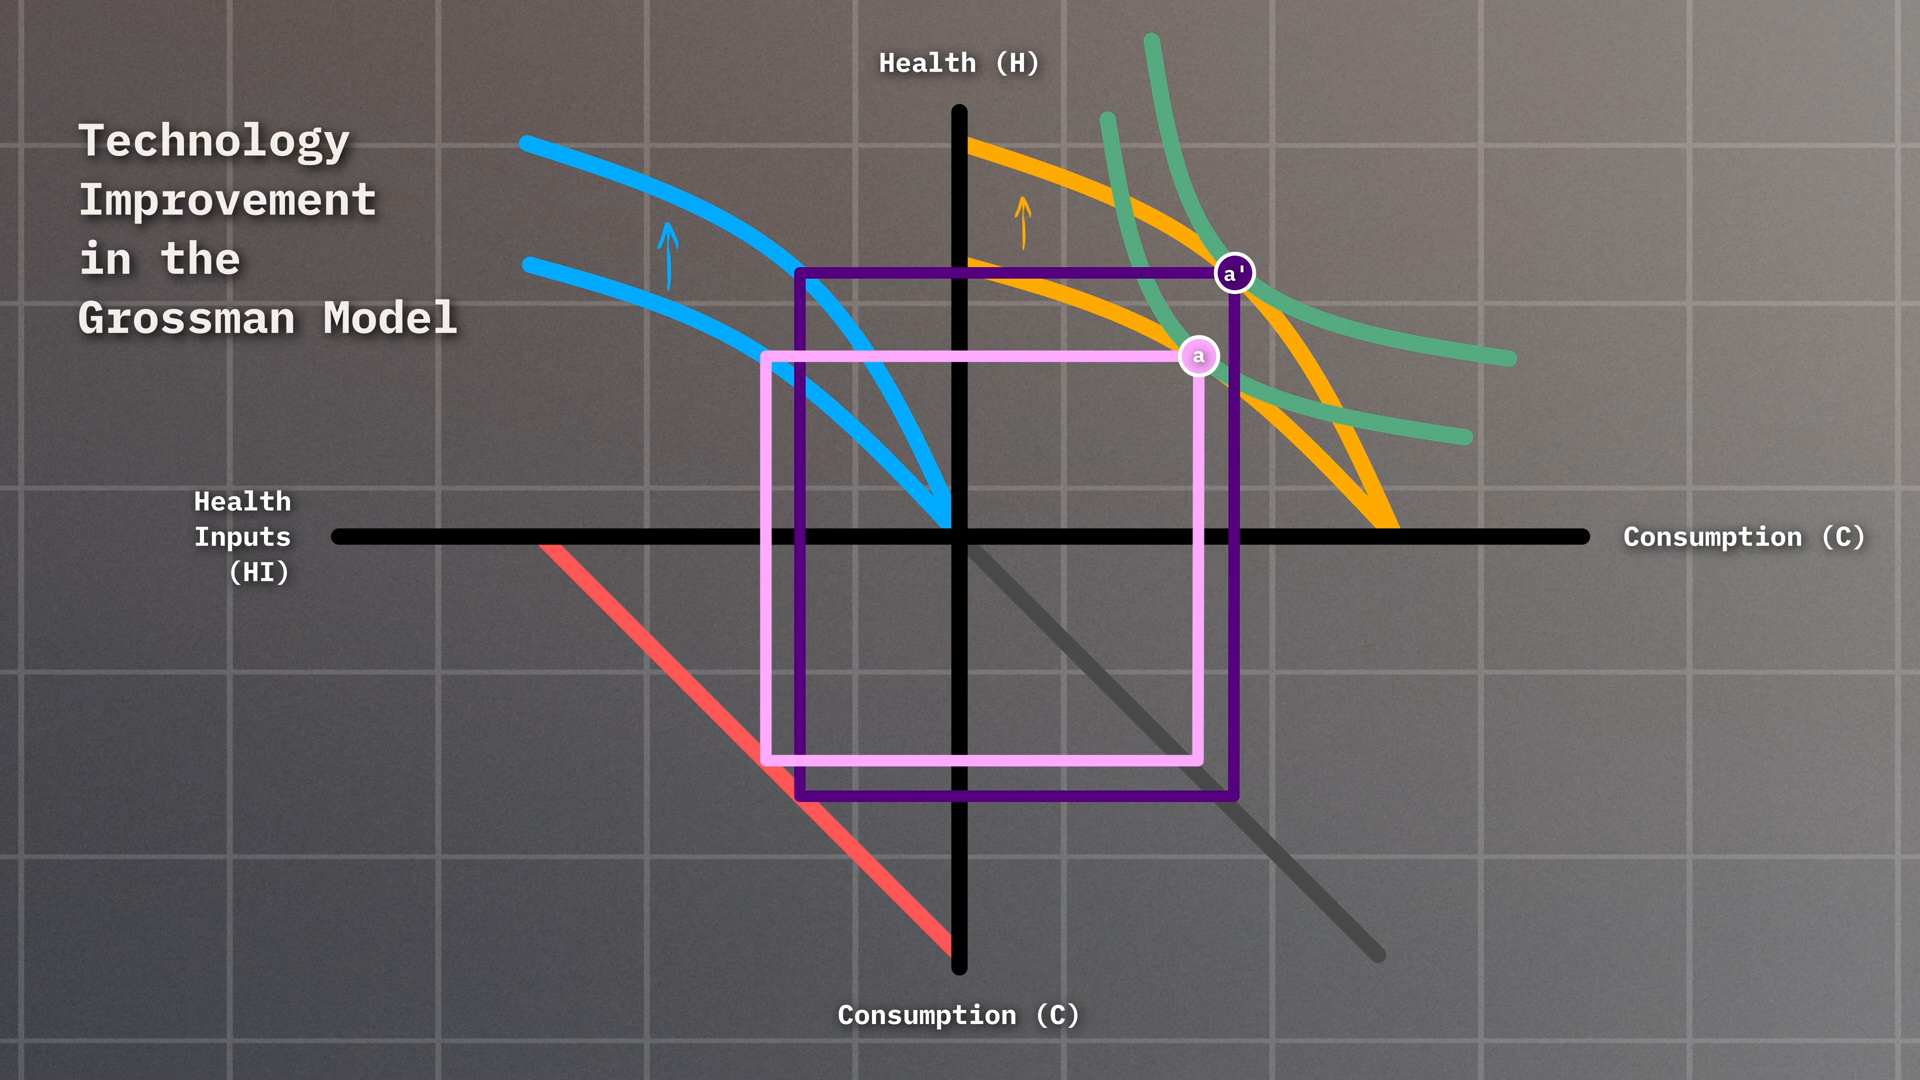 Technology
Improvement
in the
Grossman Model
Health (H)
a'
a
Health
Inputs
(HI)
Consumption (C)
Consumption (C)